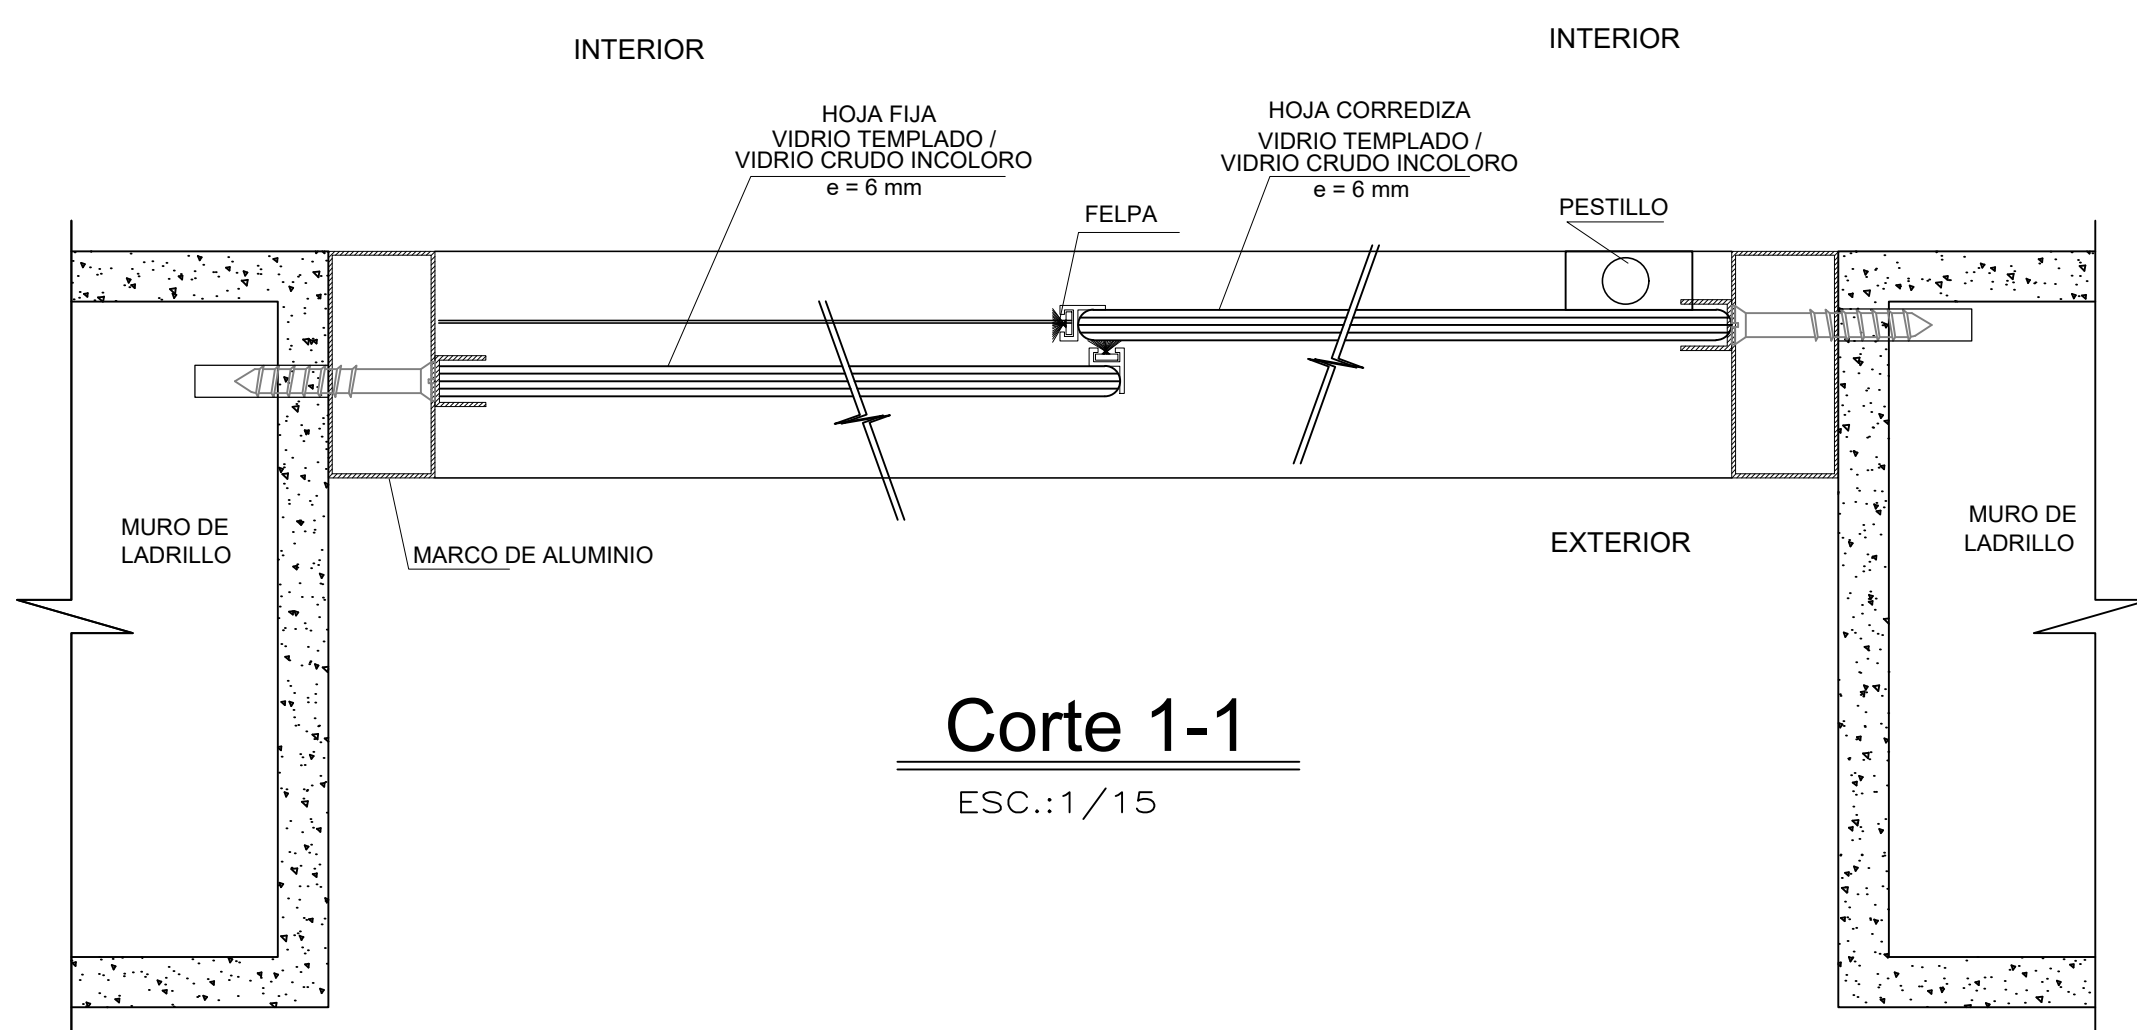 INTERIOR
INTERIOR
HOJA FIJA
VIDRIO TEMPLADO /
VIDRIO CRUDO INCOLORO
e = 6 mm
HOJA CORREDIZA
VIDRIO TEMPLADO /
VIDRIO CRUDO INCOLORO
e = 6 mm
FELPA
PESTILLO
MURO DE
LADRILLO
MARCO DE ALUMINIO
EXTERIOR
MURO DE
LADRILLO
Corte 1-1
ESC.:1/15